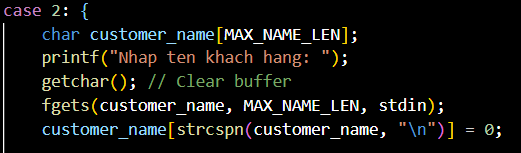 case 2: {
char customer_name[MAX_NAME_LEN];
printf("Nhap ten khach hang: ");
getchar(); // Clear buffer
fgets(customer_name, MAX_NAME_LEN, stdin);
customer_name[strcspn(customer_name, "\n")] = 0;